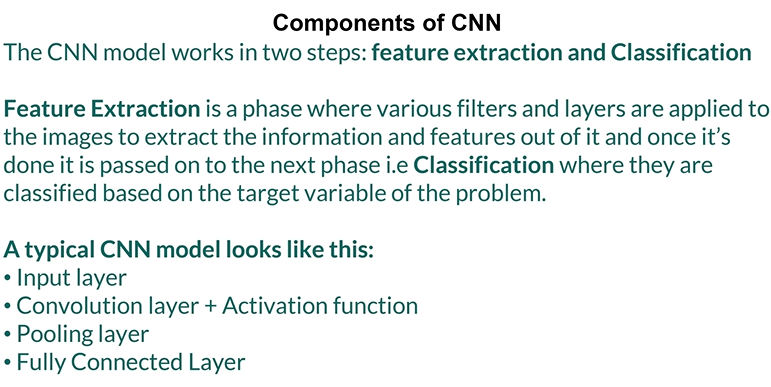 Components of CNN
The CNN model works in two steps: feature extraction and Classification
Feature Extraction is a phase where various filters and layers are applied to
the images to extract the information and features out of it and once it's
done it is passed on to the next phase i.e Classification where they are
classified based on the target variable of the problem.
A typical CNN model looks like this:
• Input layer
• Convolution layer + Activation function
• Pooling layer
• Fully Connected Layer